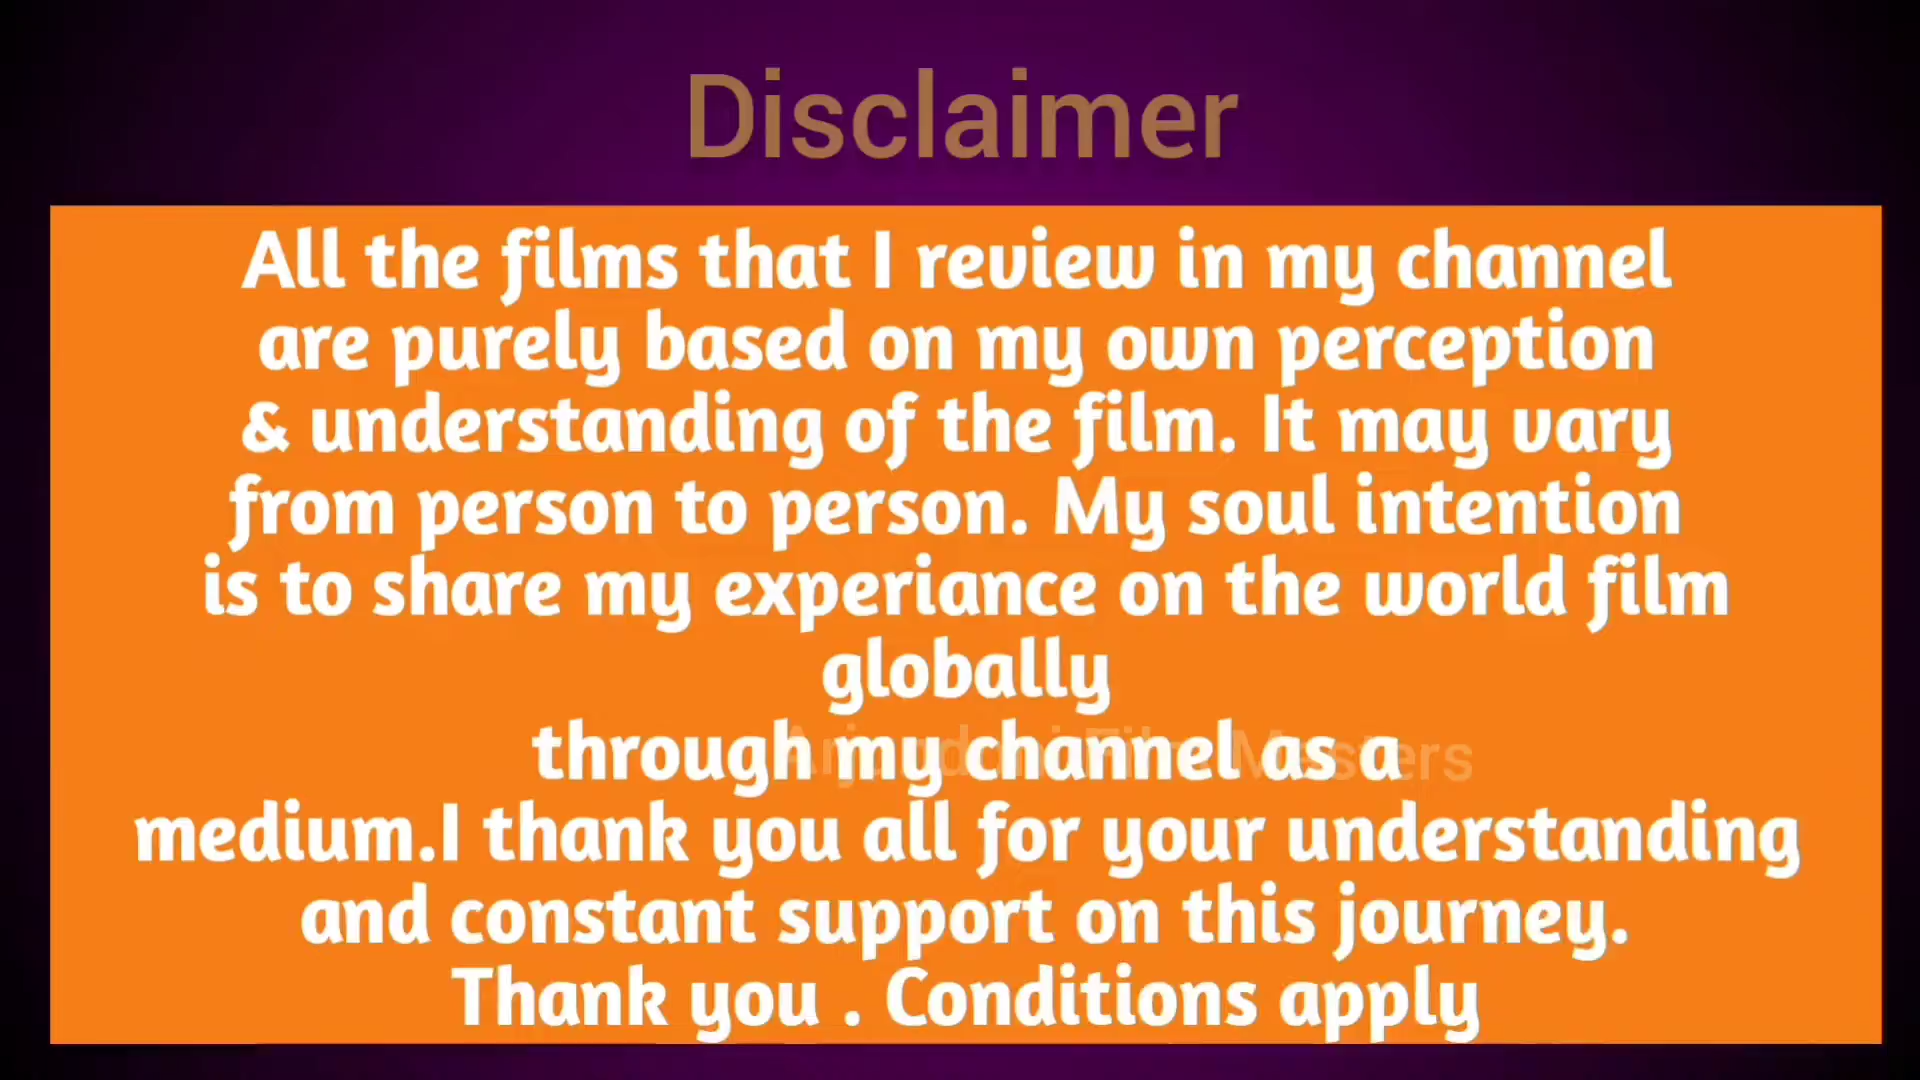 Disclaimer
All the films that I review in my channel
are purely based on my own perception
& understanding of the film. It may vary
from person to person. My soul intention
is to share my experiance on the world film
globally
through my channel as a
medium.I thank you all for your understanding
and constant support on this journey.
Thank you . Conditions apply